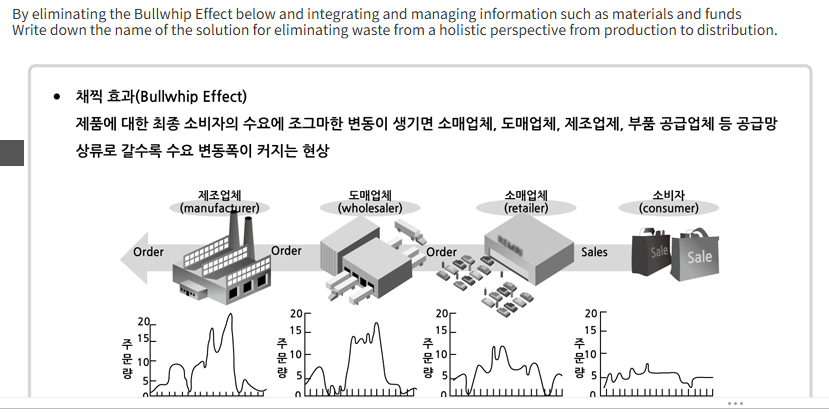 By eliminating the Bullwhip Effect below and integrating and managing information such as materials and funds
Write down the name of the solution for eliminating waste from a holistic perspective from production to distribution.
• 채찍 효과(Bullwhip Effect)
제품에 대한 최종 소비자의 수요에 조그마한 변동이 생기면 소매업체, 도매업체, 제조업제, 부품 공급업체 등 공급망
상류로 갈수록 수요 변동폭이 커지는 현상
제조업체 도매업체 소매업체 소비자
(manufacturer) (wholesaler) (retailer) (consumer)
Order Order Order Sales Sale Sale
20 20 20 20
15 15 15 15
10 10 10 10
5 5 5 5
0 0 0 0
주문량 주문량 주문량 주문량